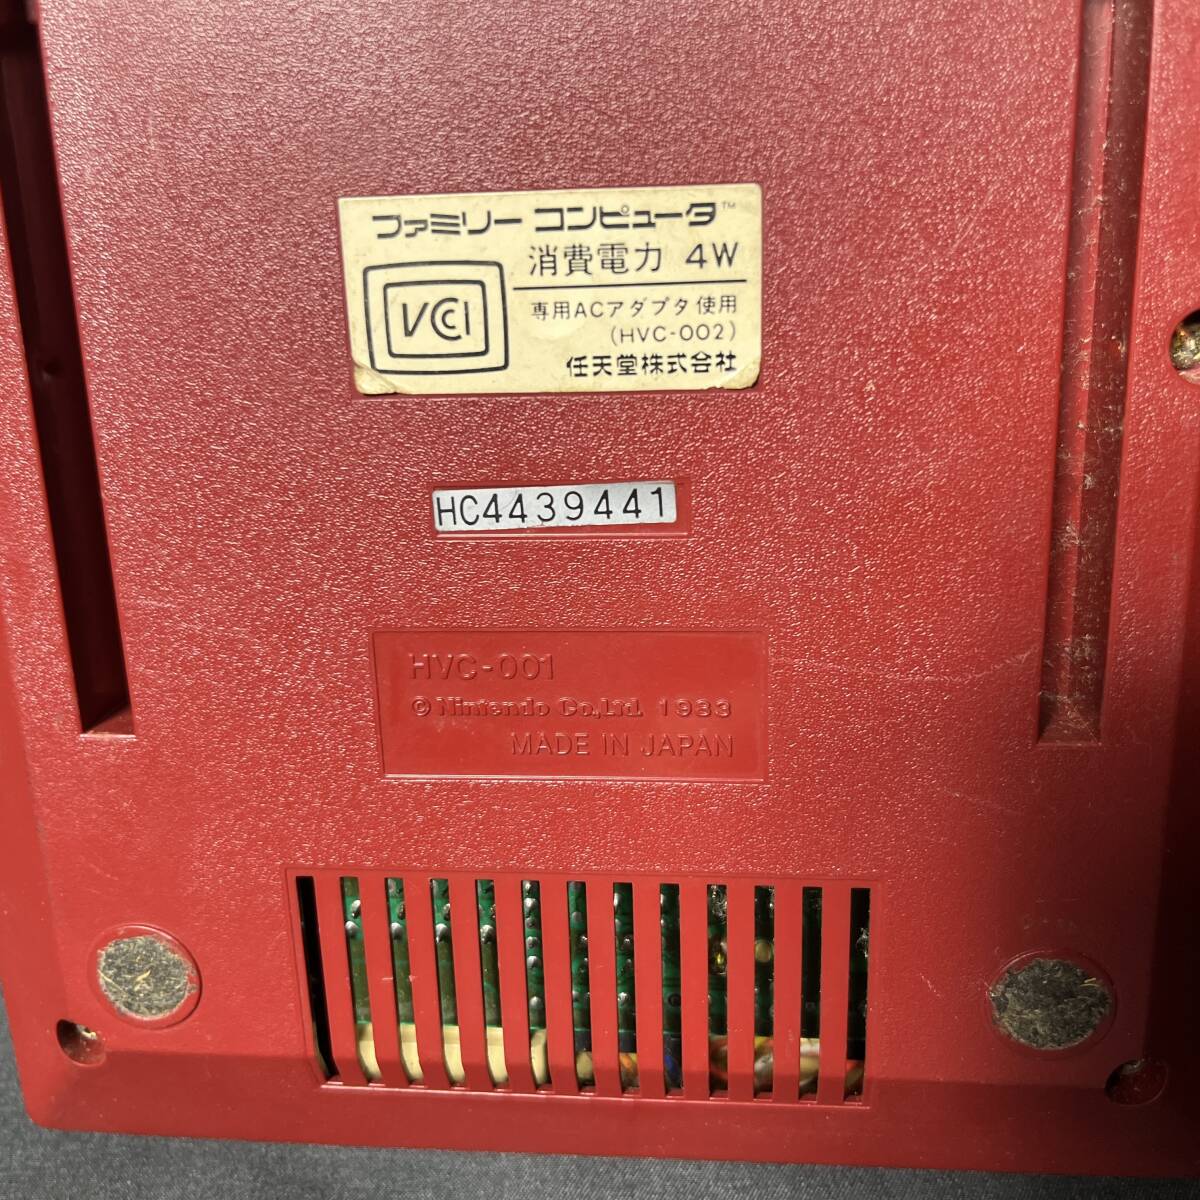 ファミリー コンピュータ™
消費電力 4W
VCCI
専用ACアダプタ使用
(HVC-002)
任天堂株式会社
HC4439441
HVC-001
© Nintendo Co.,Ltd. 1983
MADE IN JAPAN